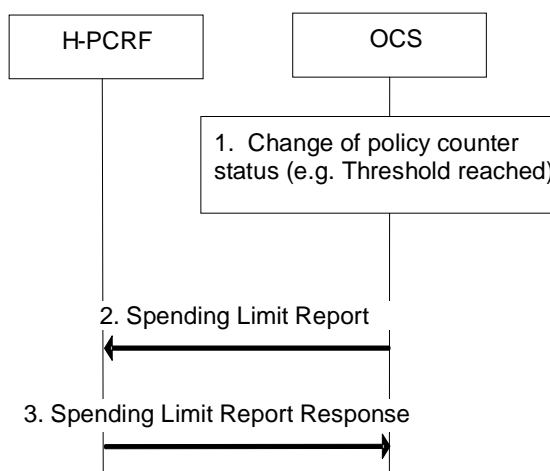 H-PCRF
OCS
1. Change of policy counter
status (e.g. Threshold reached)
2. Spending Limit Report
3. Spending Limit Report Response